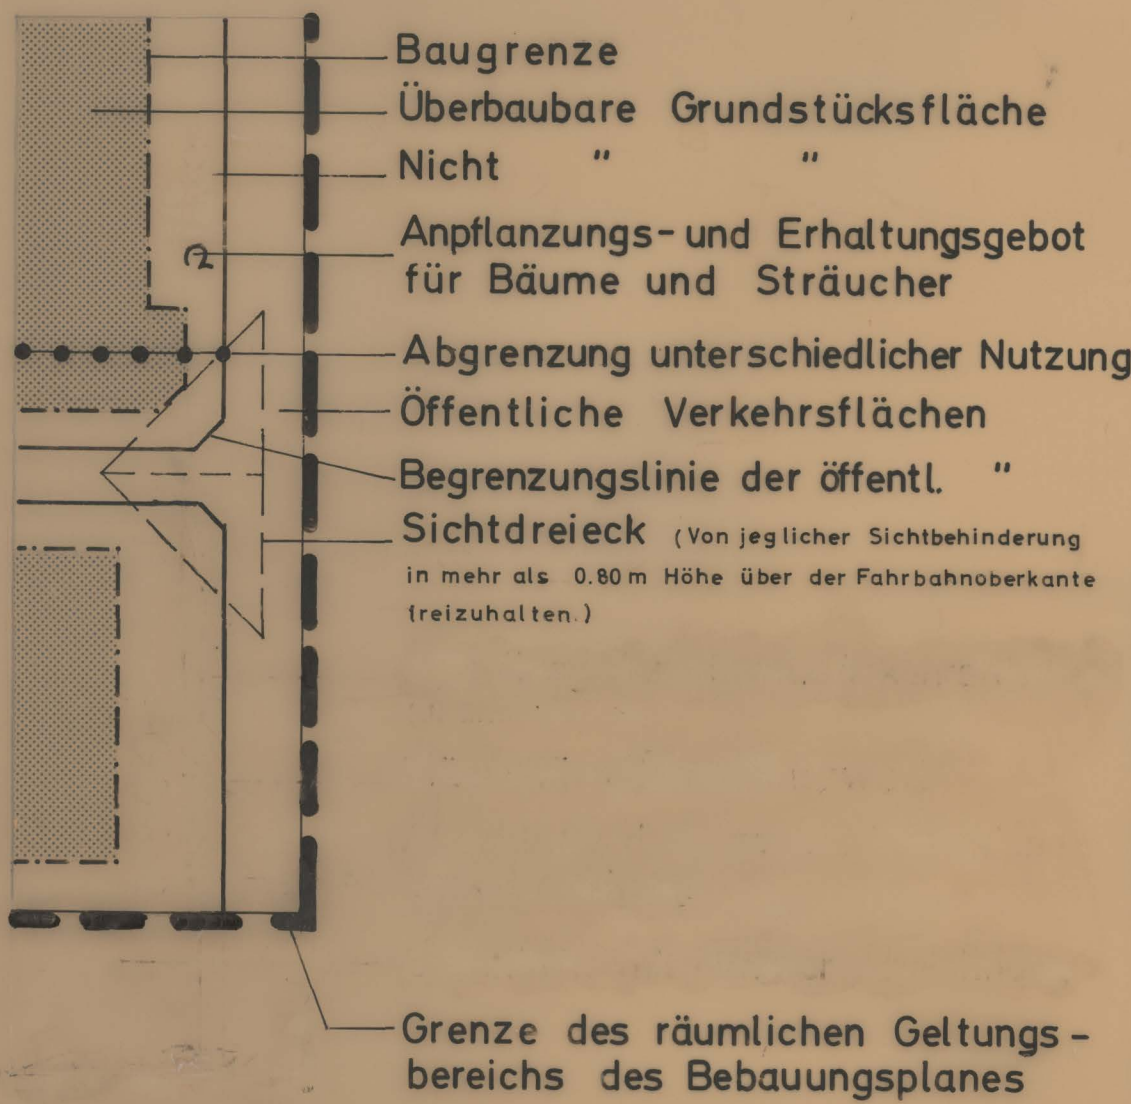 Baugrenze
Überbaubare Grundstücksfläche
Nicht " "
Anpflanzungs- und Erhaltungsgebot
für Bäume und Sträucher
Abgrenzung unterschiedlicher Nutzung
Öffentliche Verkehrsflächen
Begrenzungslinie der öffentl. "
Sichtdreieck (Von jeglicher Sichtbehinderung
in mehr als 0.80 m Höhe über der Fahrbahnoberkante
freizuhalten.)
Grenze des räumlichen Geltungs-
bereichs des Bebauungsplanes